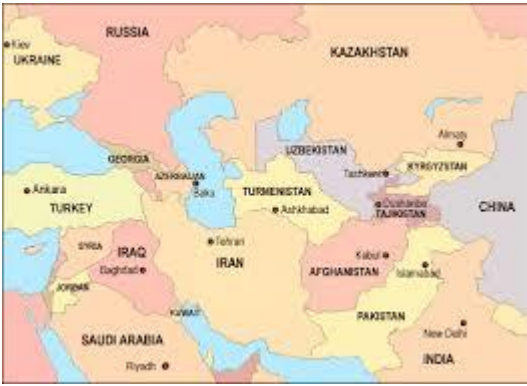 RUSSIA
Kiev
UKRAINE
KAZAKHSTAN
Almaty
UZBEKISTAN
GEORGIA
Tashkent
KYRGYZSTAN
AZERBAIJAN
Baku
TURMENISTAN
Dushanbe
TAJIKISTAN
Ankara
TURKEY
Ashkhabad
CHINA
Tehran
SYRIA
IRAQ
IRAN
Kabul
Baghdad
AFGHANISTAN
Islamabad
JORDAN
KUWAIT
PAKISTAN
SAUDI ARABIA
New Delhi
Riyadh
INDIA